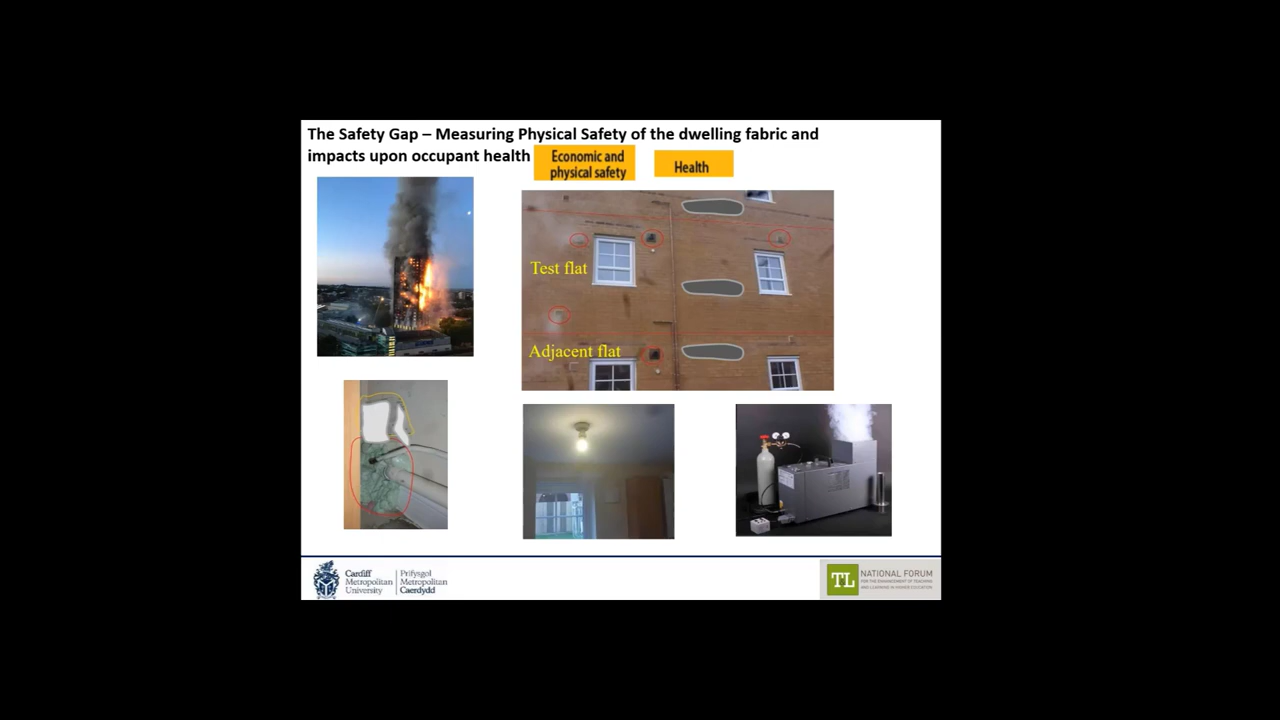 The Safety Gap – Measuring Physical Safety of the dwelling fabric and
impacts upon occupant health
Economic and
physical safety
Health
Test flat
Adjacent flat
Cardiff
Metropolitan
University
Prifysgol
Metropolitan
Caerdydd
TL
NATIONAL FORUM
FOR THE ENHANCEMENT OF TEACHING
AND LEARNING IN HIGHER EDUCATION